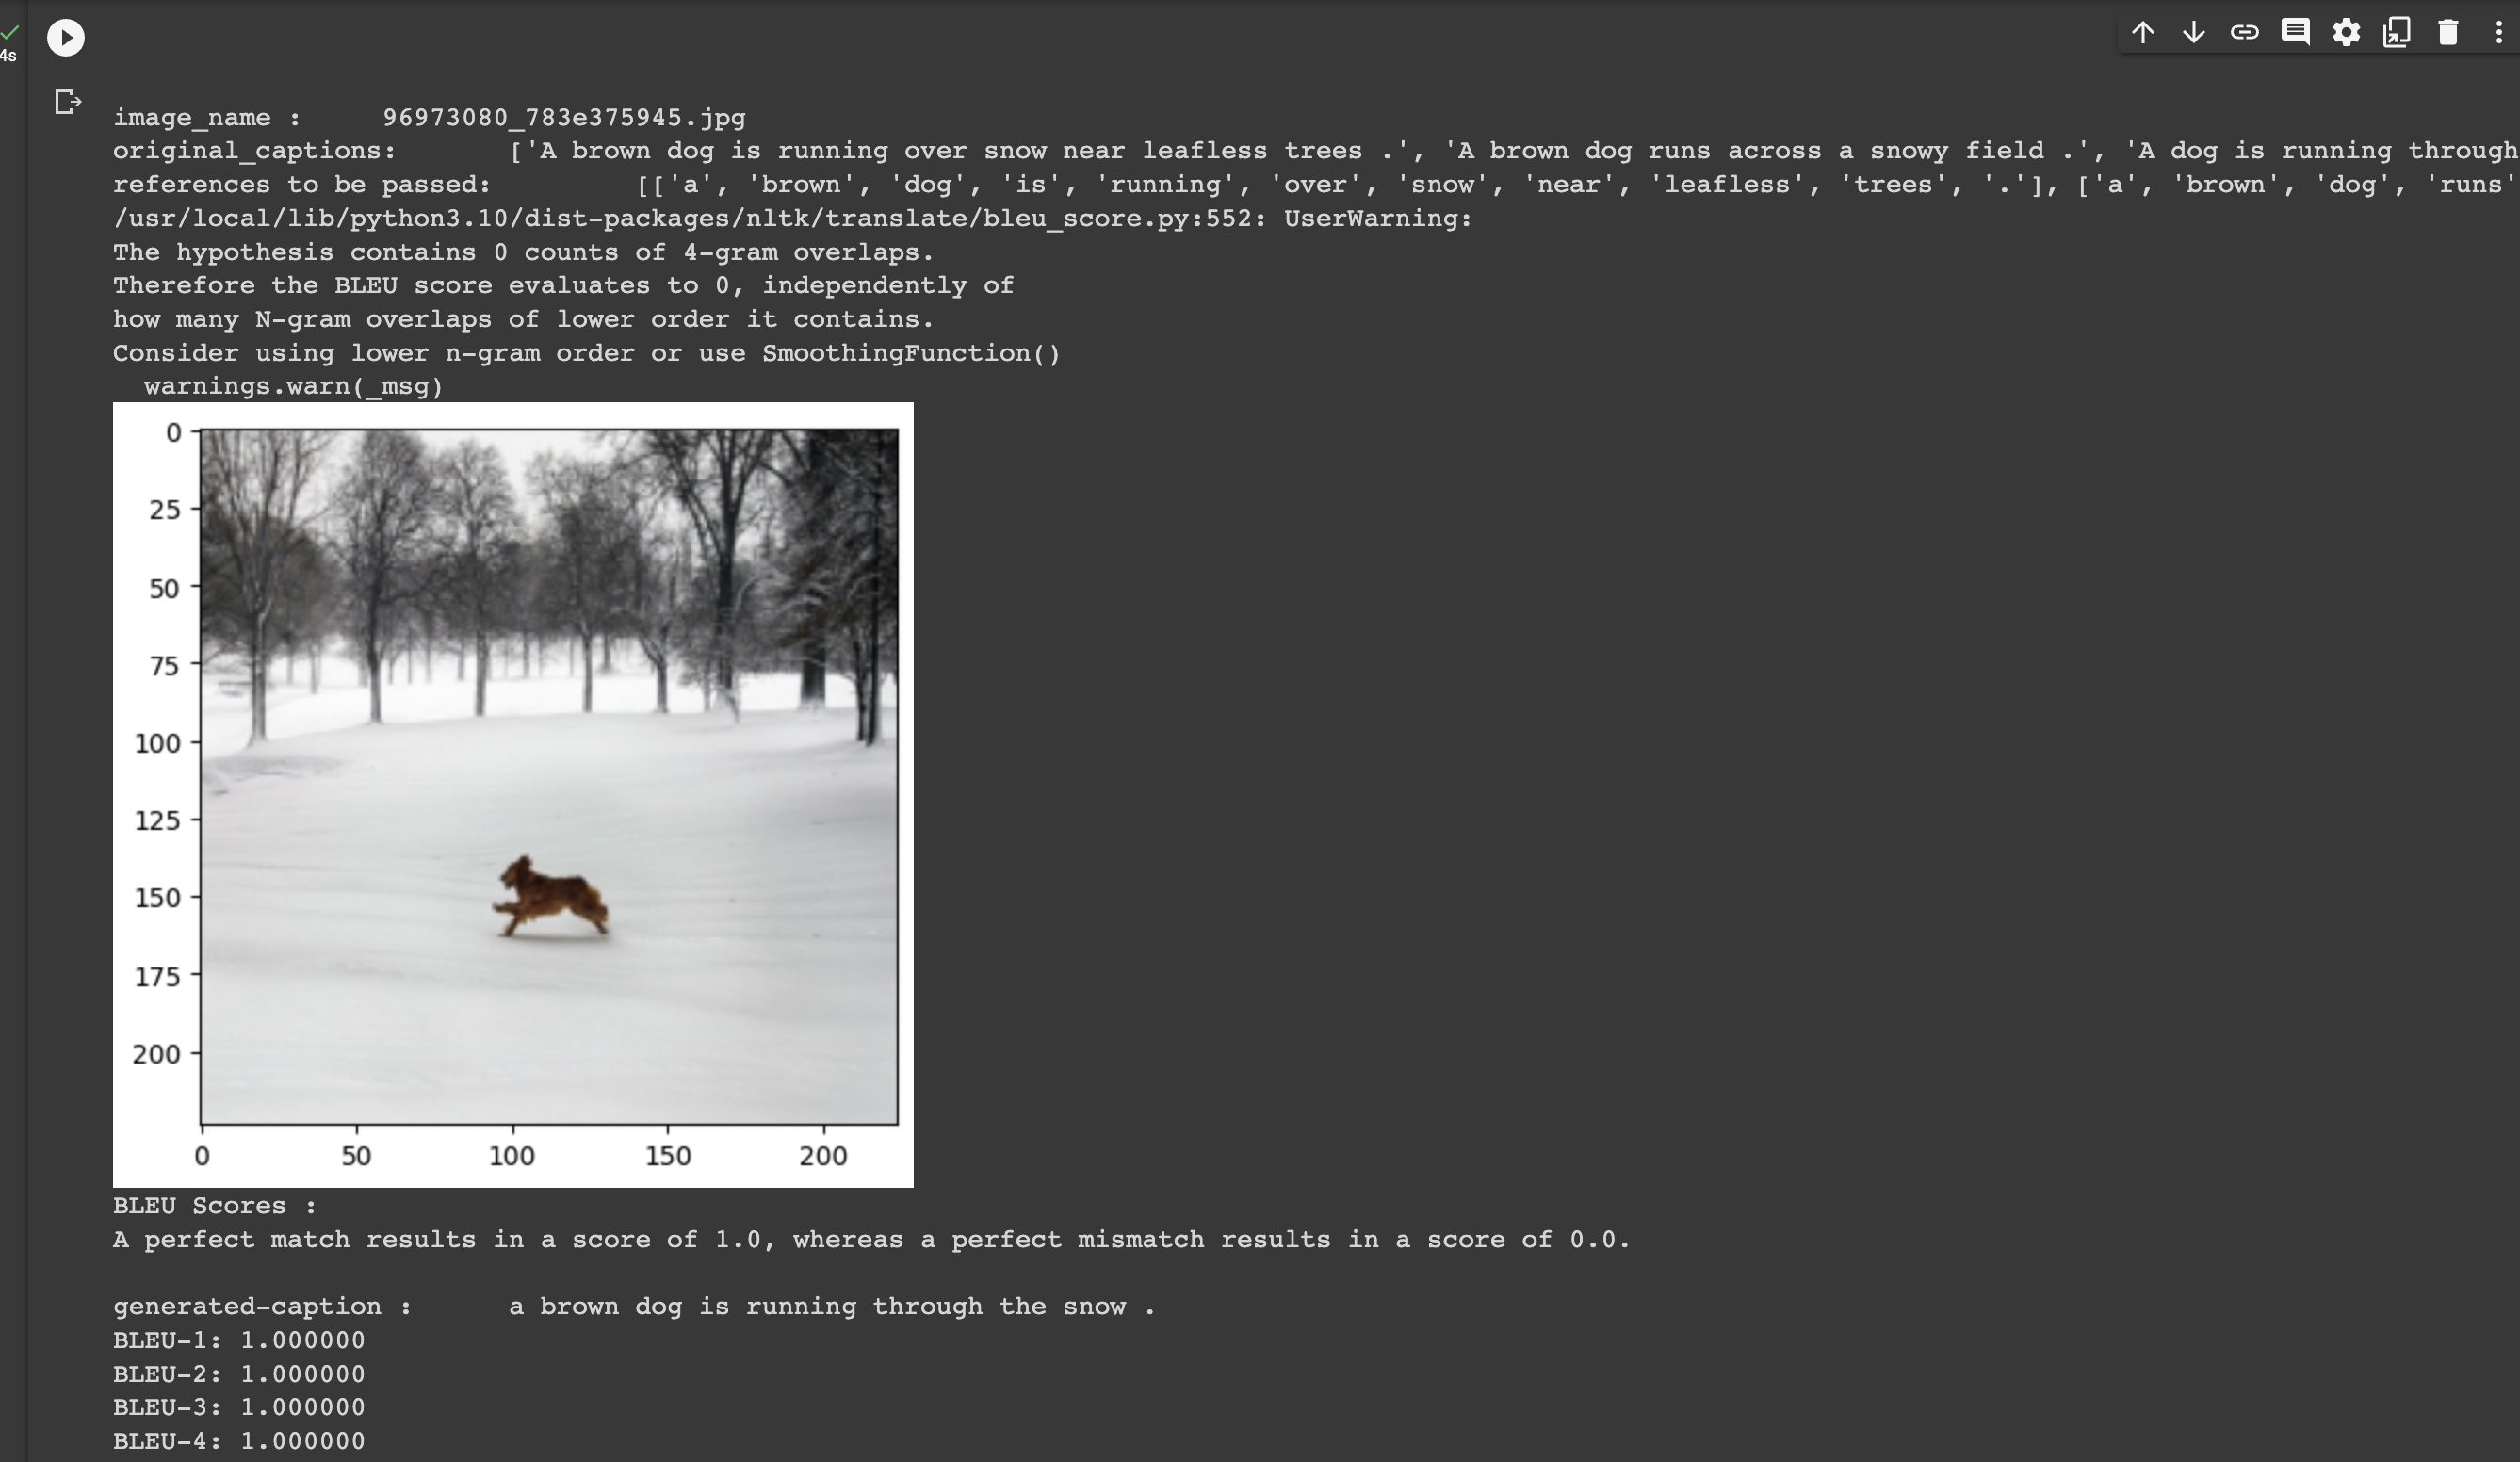 4s
image_name :     96973080_783e375945.jpg
original_captions:       ['A brown dog is running over snow near leafless trees .', 'A brown dog runs across a snowy field .', 'A dog is running through
references to be passed:         [['a', 'brown', 'dog', 'is', 'running', 'over', 'snow', 'near', 'leafless', 'trees', '.'], ['a', 'brown', 'dog', 'runs'
/usr/local/lib/python3.10/dist-packages/nltk/translate/bleu_score.py:552: UserWarning:
The hypothesis contains 0 counts of 4-gram overlaps.
Therefore the BLEU score evaluates to 0, independently of
how many N-gram overlaps of lower order it contains.
Consider using lower n-gram order or use SmoothingFunction()
  warnings.warn(_msg)
0
25
50
75
100
125
150
175
200
0 50 100 150 200
BLEU Scores :
A perfect match results in a score of 1.0, whereas a perfect mismatch results in a score of 0.0.
generated-caption :      a brown dog is running through the snow .
BLEU-1: 1.000000
BLEU-2: 1.000000
BLEU-3: 1.000000
BLEU-4: 1.000000